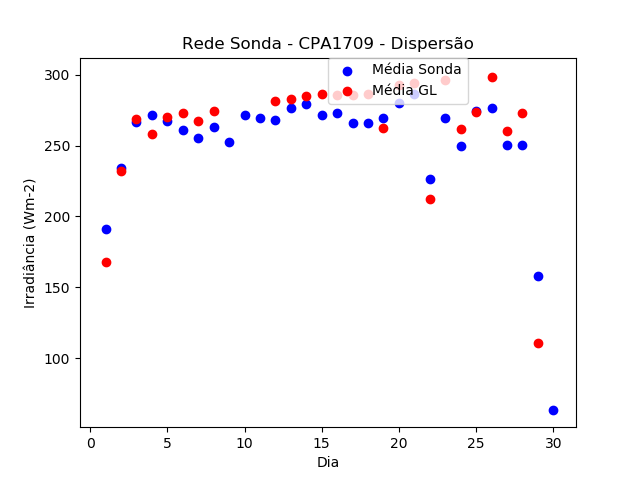 Rede Sonda - CPA1709 - Dispersão
Média Sonda
Média GL
Irradiância (Wm-2)
300
250
200
150
100
0
5
10
15
20
25
30
Dia